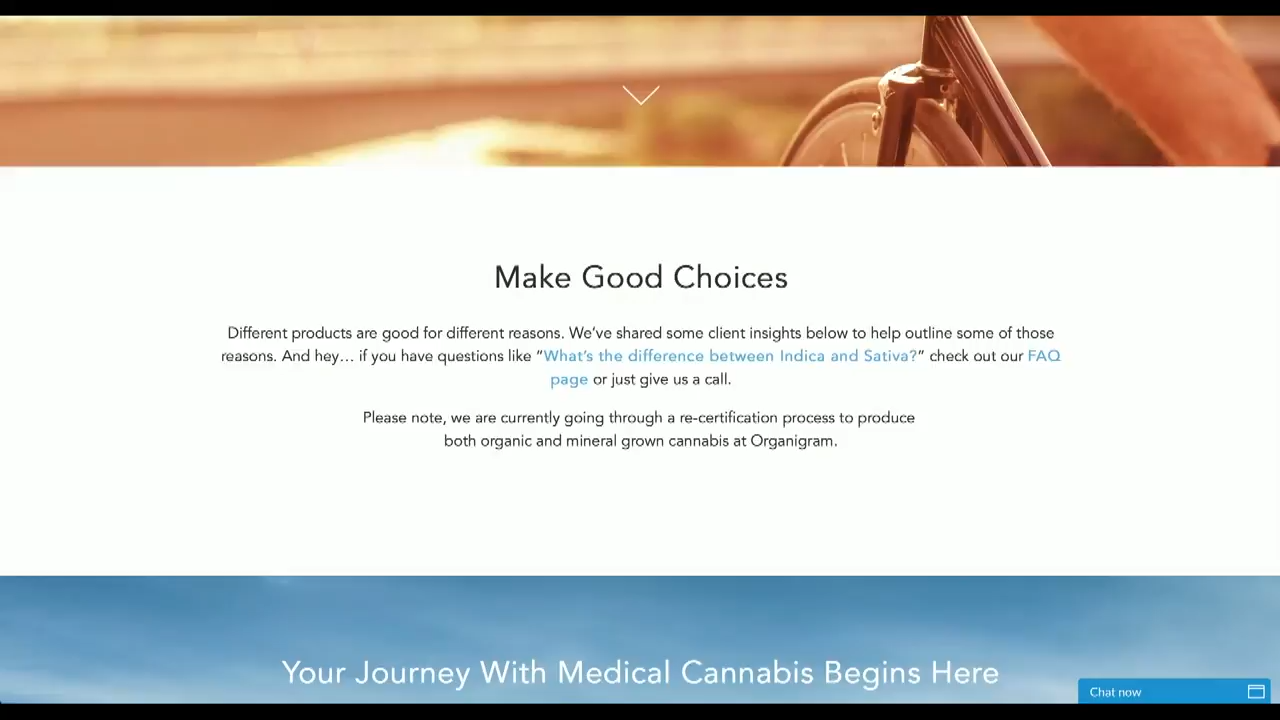 Make Good Choices
Different products are good for different reasons. We’ve shared some client insights below to help outline some of those
reasons. And hey… if you have questions like “What’s the difference between Indica and Sativa?” check out our FAQ
page or just give us a call.
Please note, we are currently going through a re-certification process to produce
both organic and mineral grown cannabis at Organigram.
Your Journey With Medical Cannabis Begins Here
Chat now